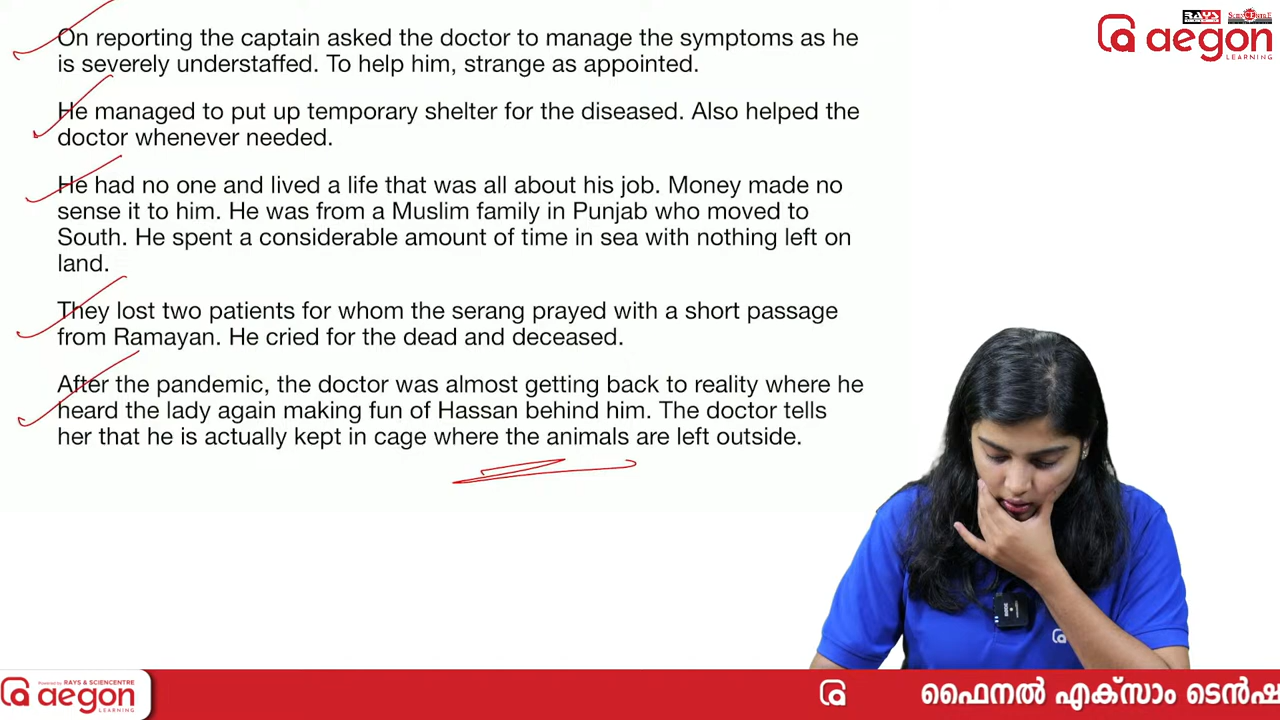 On reporting the captain asked the doctor to manage the symptoms as he
is severely understaffed. To help him, strange as appointed.
He managed to put up temporary shelter for the diseased. Also helped the
doctor whenever needed.
He had no one and lived a life that was all about his job. Money made no
sense it to him. He was from a Muslim family in Punjab who moved to
South. He spent a considerable amount of time in sea with nothing left on
land.
They lost two patients for whom the serang prayed with a short passage
from Ramayan. He cried for the dead and deceased.
After the pandemic, the doctor was almost getting back to reality where he
heard the lady again making fun of Hassan behind him. The doctor tells
her that he is actually kept in cage where the animals are left outside.
RAYS
aegon
LEARNING
Powered by RAYS & SCIENCENTRE
aegon
LEARNING
ഫൈനൽ എക്സാം ടെൻഷ